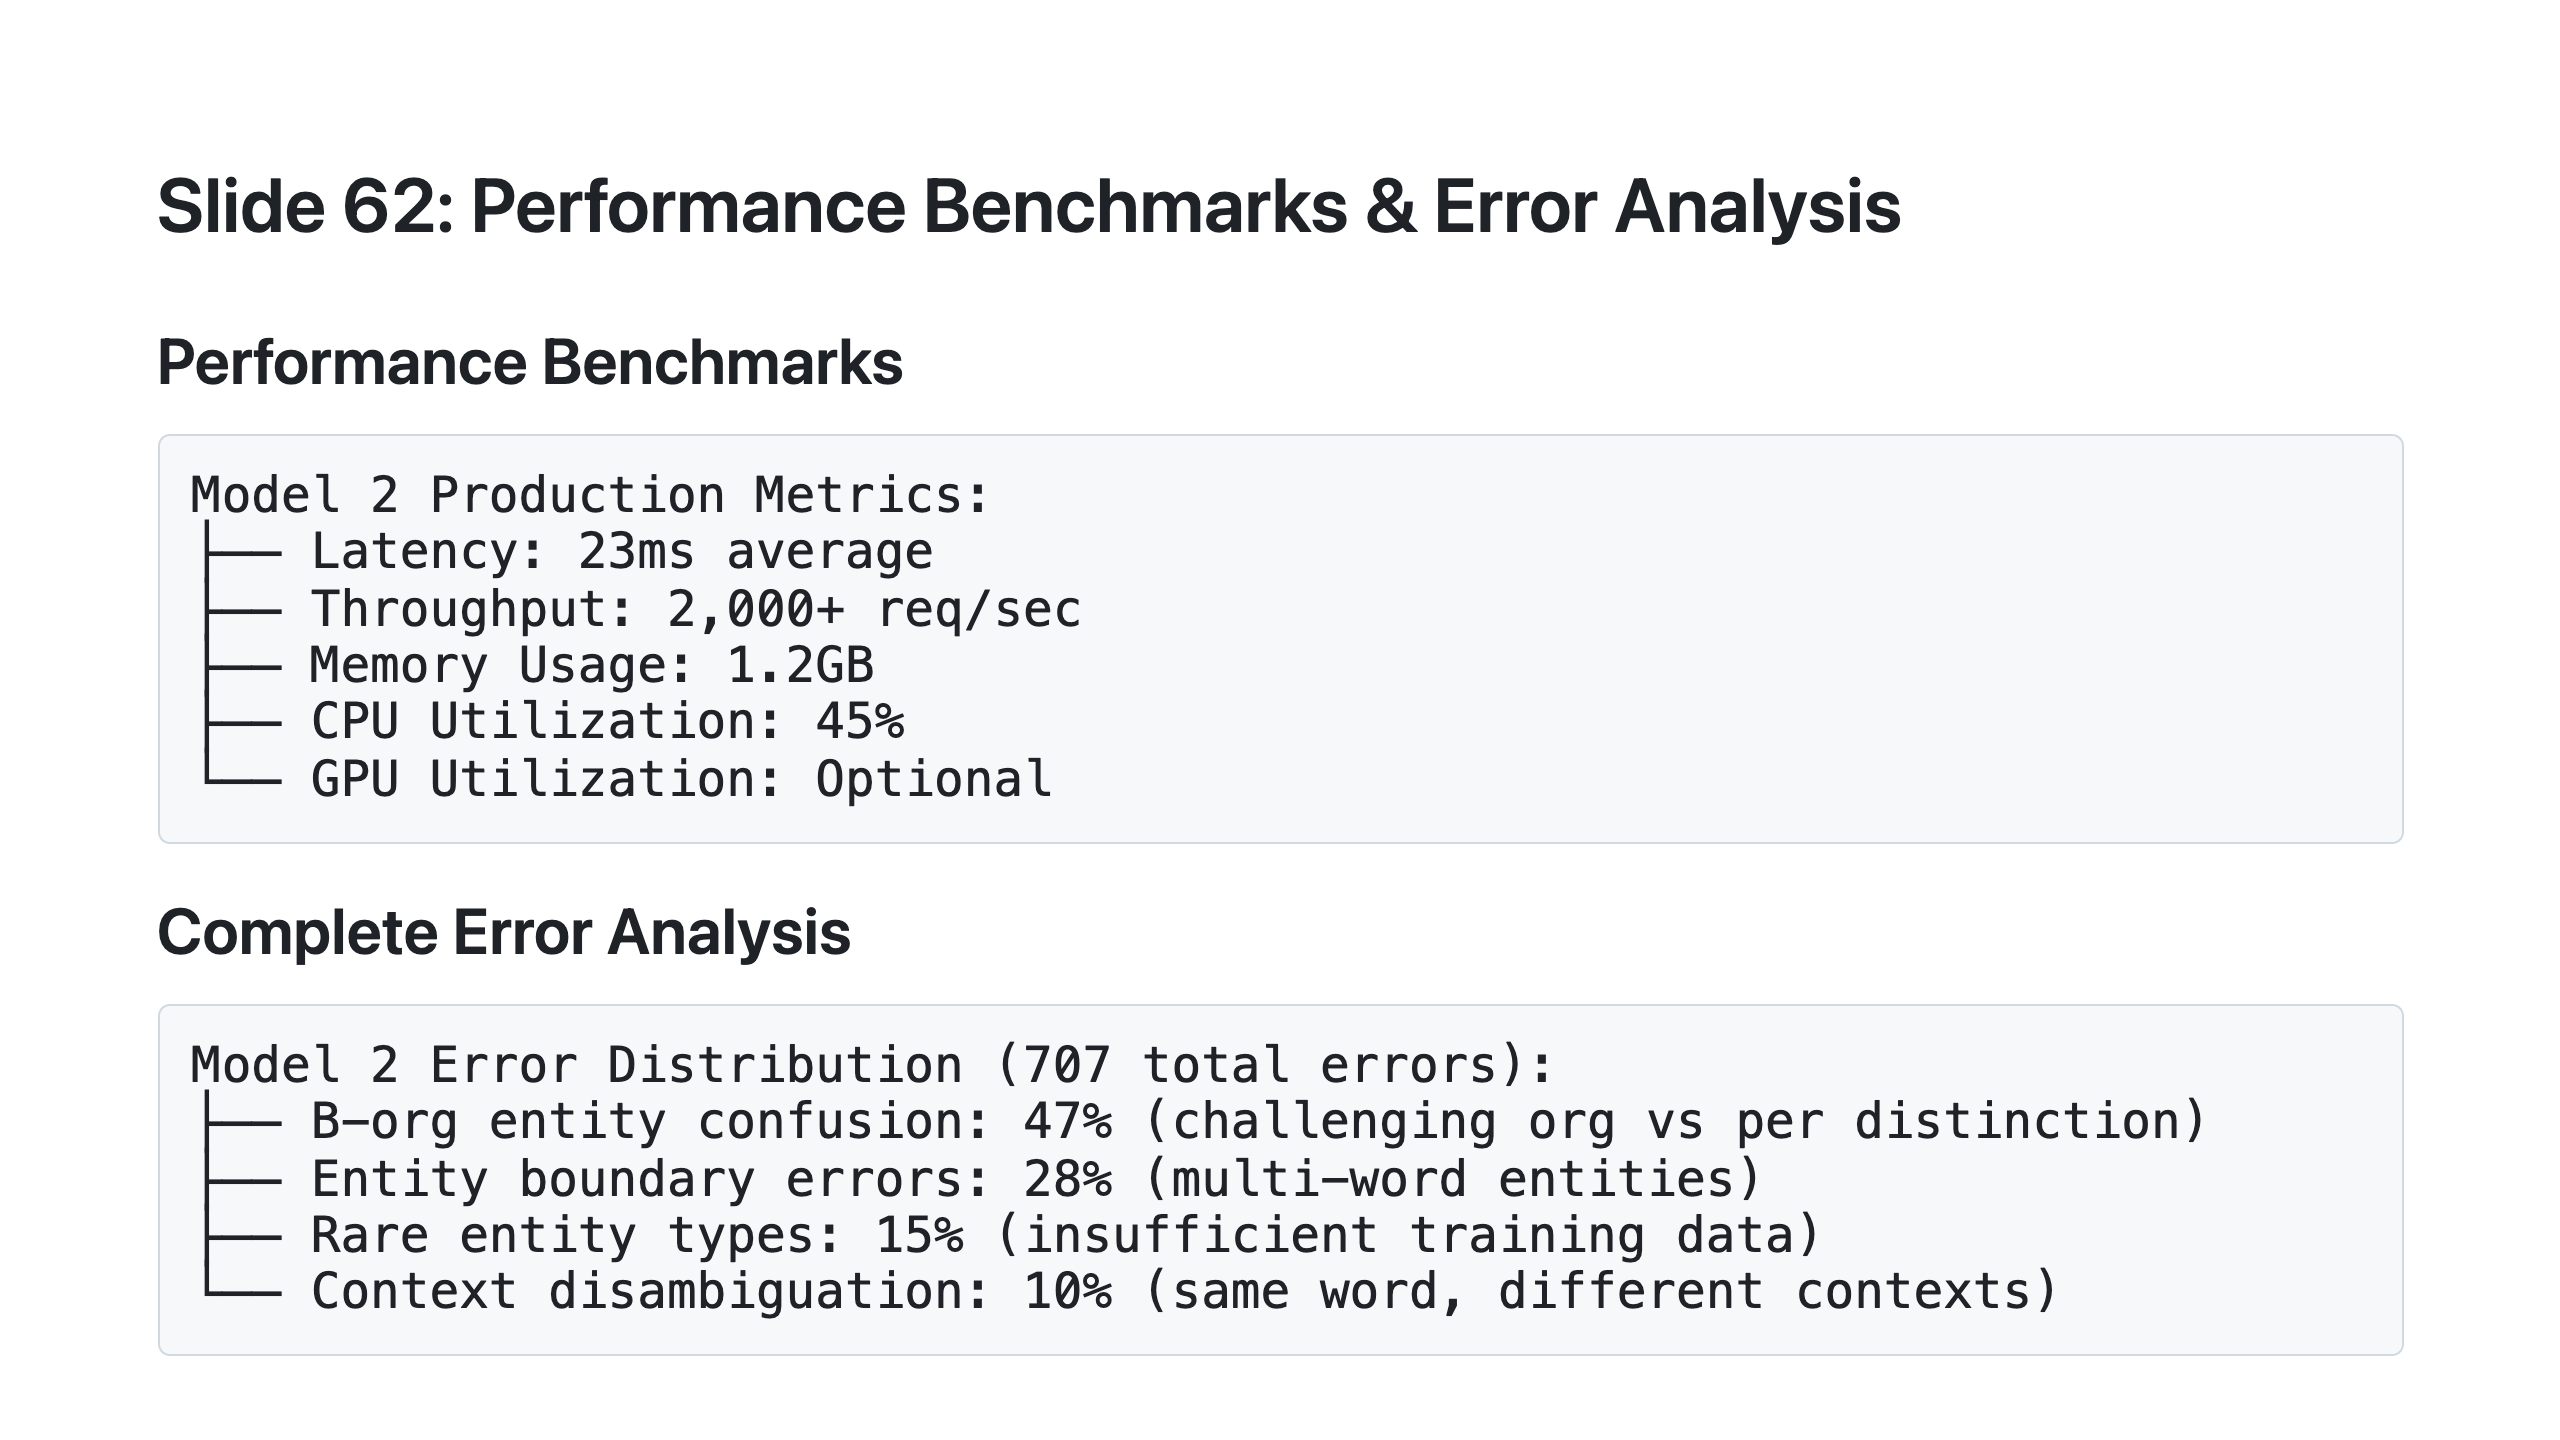 Slide 62: Performance Benchmarks & Error Analysis
Performance Benchmarks
Model 2 Production Metrics:
├── Latency: 23ms average
├── Throughput: 2,000+ req/sec
├── Memory Usage: 1.2GB
├── CPU Utilization: 45%
└── GPU Utilization: Optional
Complete Error Analysis
Model 2 Error Distribution (707 total errors):
├── B-org entity confusion: 47% (challenging org vs per distinction)
├── Entity boundary errors: 28% (multi-word entities)
├── Rare entity types: 15% (insufficient training data)
└── Context disambiguation: 10% (same word, different contexts)